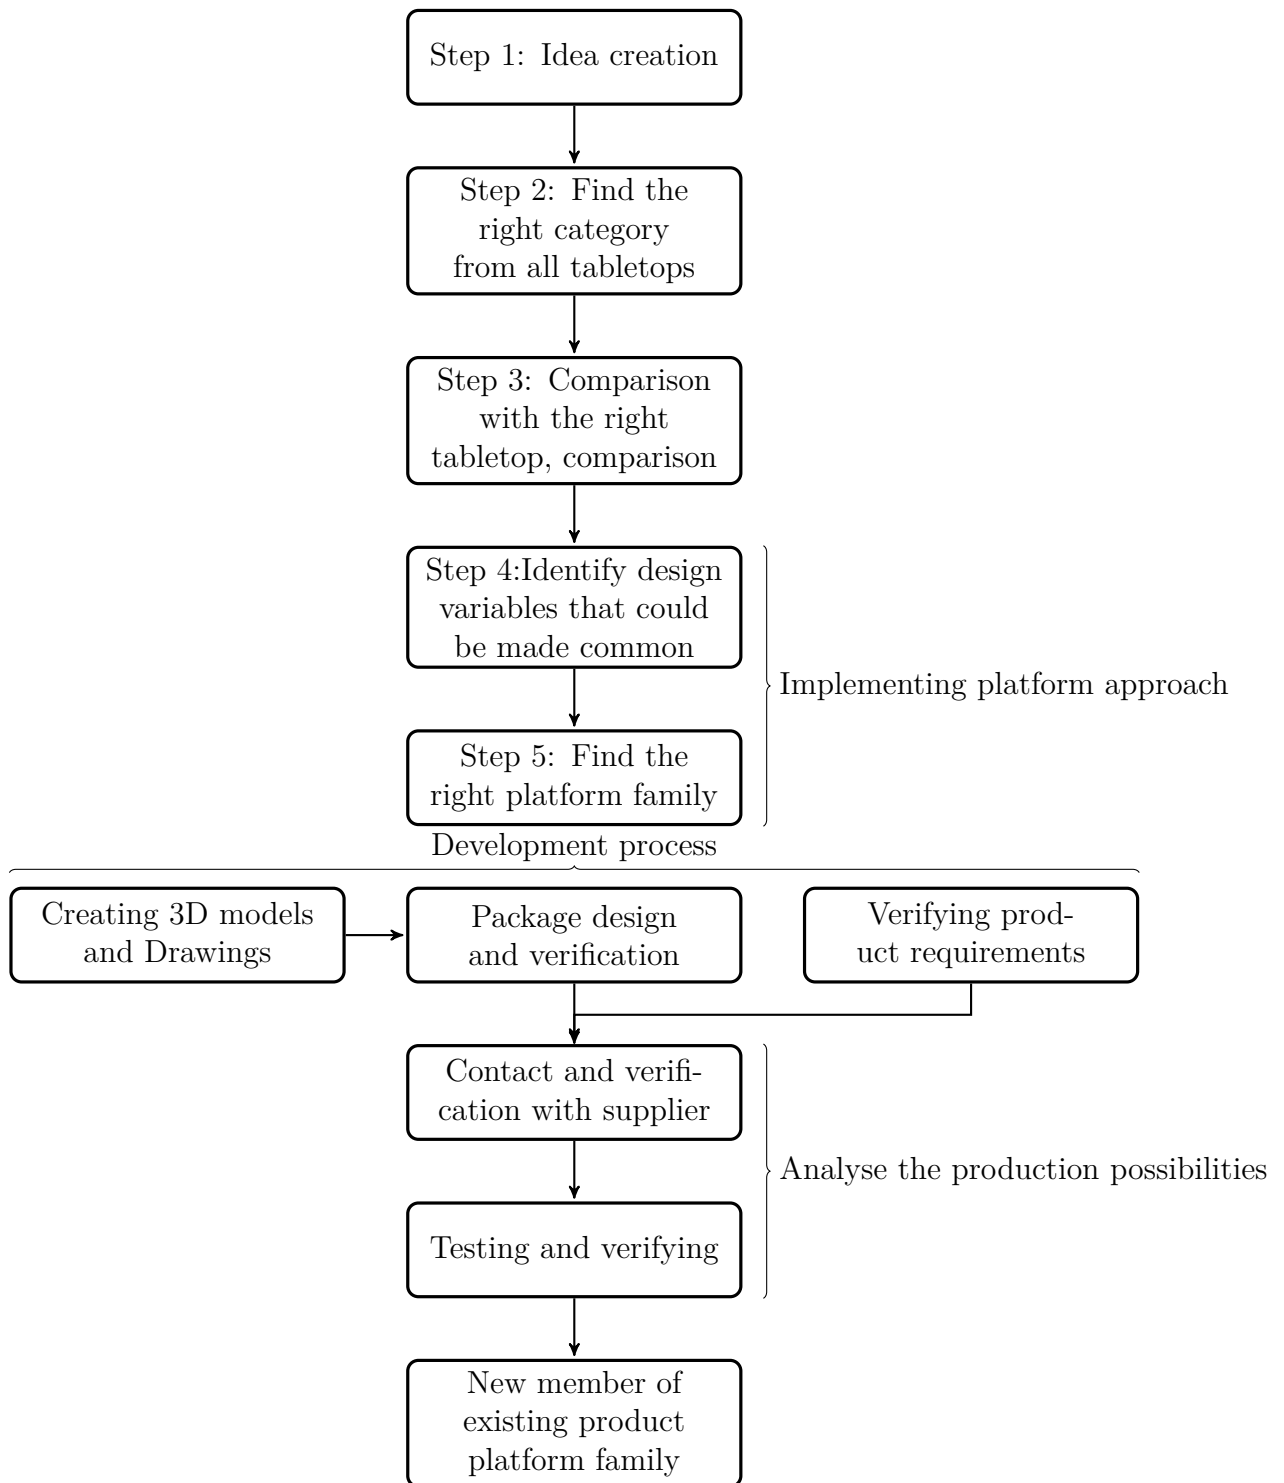 Step 1: Idea creation
Step 2: Find the
right category
from all tabletops
Step 3: Comparison
with the right
tabletop, comparison
Step 4:Identify design
variables that could
be made common
Implementing platform approach
Step 5: Find the
right platform family
Development process
Creating 3D models
and Drawings
Package design
and verification
Verifying prod-
uct requirements
Contact and verifi-
cation with supplier
Analyse the production possibilities
Testing and verifying
New member of
existing product
platform family